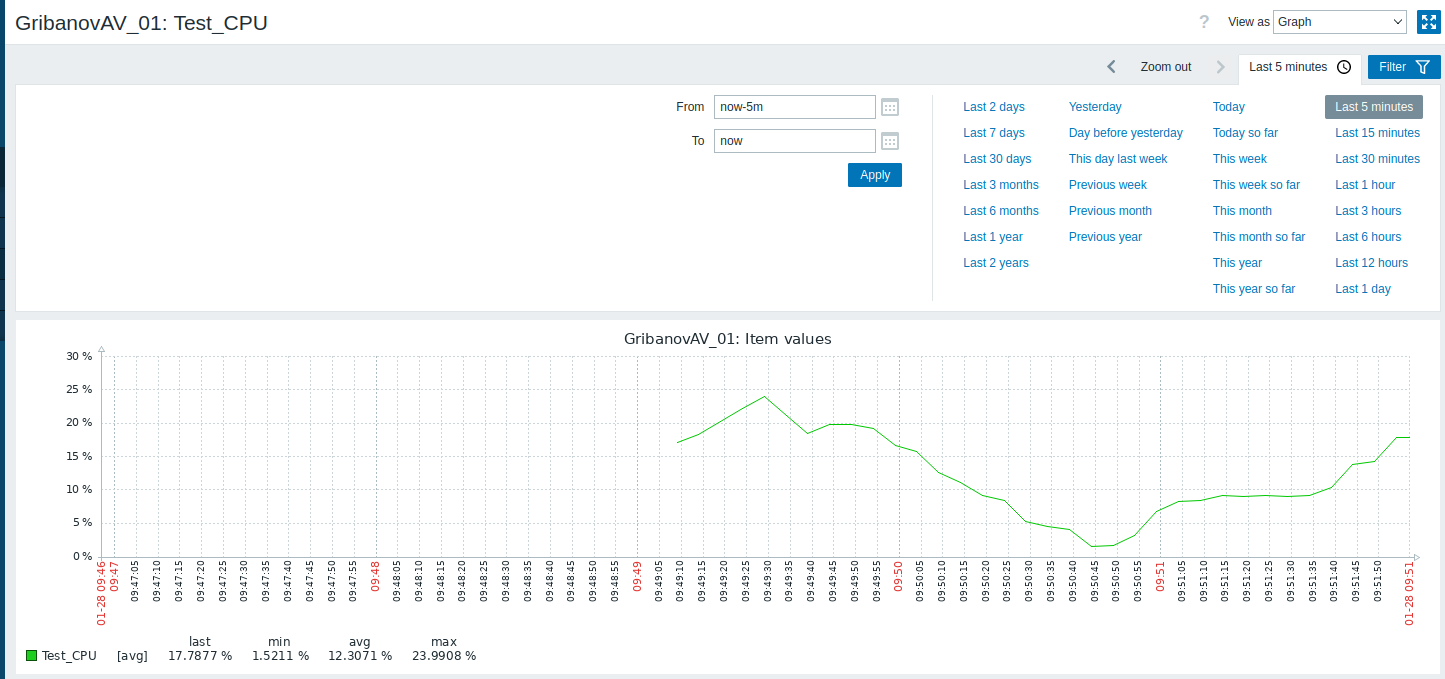 GribanovAV_01: Test_CPU
? View as Graph
Zoom out Last 5 minutes Filter
From now-5m
To now
Apply
Last 2 days Yesterday Today Last 5 minutes
Last 7 days Day before yesterday Today so far Last 15 minutes
Last 30 days This day last week This week Last 30 minutes
Last 3 months Previous week This week so far Last 1 hour
Last 6 months Previous month This month Last 3 hours
Last 1 year Previous year This month so far Last 6 hours
Last 2 years This year Last 12 hours
This year so far Last 1 day
GribanovAV_01: Item values
30 %
25 %
20 %
15 %
10 %
5 %
0 %
01-28 09:46 09:47 09:47:05 09:47:10 09:47:15 09:47:20 09:47:25 09:47:30 09:47:35 09:47:40 09:47:45 09:47:50 09:47:55 09:48 09:48:05 09:48:10 09:48:15 09:48:20 09:48:25 09:48:30 09:48:35 09:48:40 09:48:45 09:48:50 09:48:55 09:49 09:49:05 09:49:10 09:49:15 09:49:20 09:49:25 09:49:30 09:49:35 09:49:40 09:49:45 09:49:50 09:49:55 09:50 09:50:05 09:50:10 09:50:15 09:50:20 09:50:25 09:50:30 09:50:35 09:50:40 09:50:45 09:50:50 09:50:55 09:51 09:51:05 09:51:10 09:51:15 09:51:20 09:51:25 09:51:30 09:51:35 09:51:40 09:51:45 09:51:50 01-28 09:51
last min avg max
Test_CPU [avg] 17.7877 % 1.5211 % 12.3071 % 23.9908 %